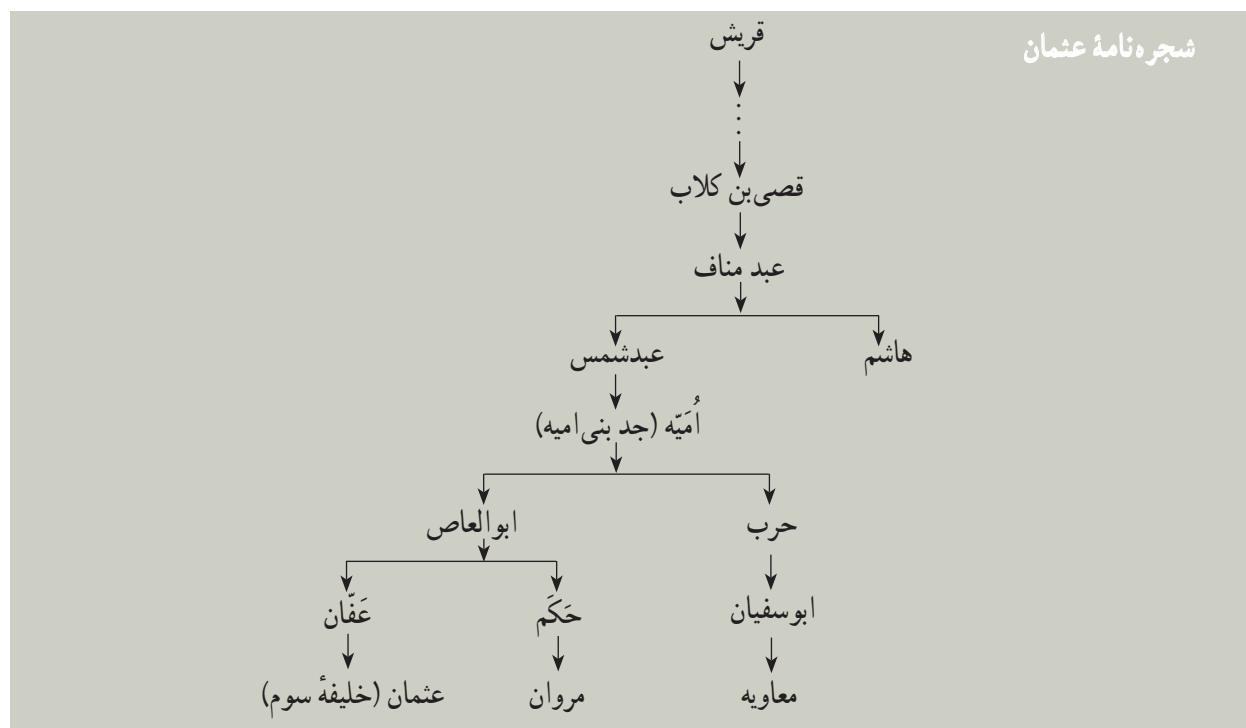 شجره‌نامهٔ عثمان
قریش
قصی‌بن کلاب
عبد مناف
هاشم
عبدشمس
اُمَیّه (جد بنی‌امیه)
حرب
ابوالعاص
ابوسفیان
حَکَم
عَفّان
معاویه
مروان
عثمان (خلیفهٔ سوم)